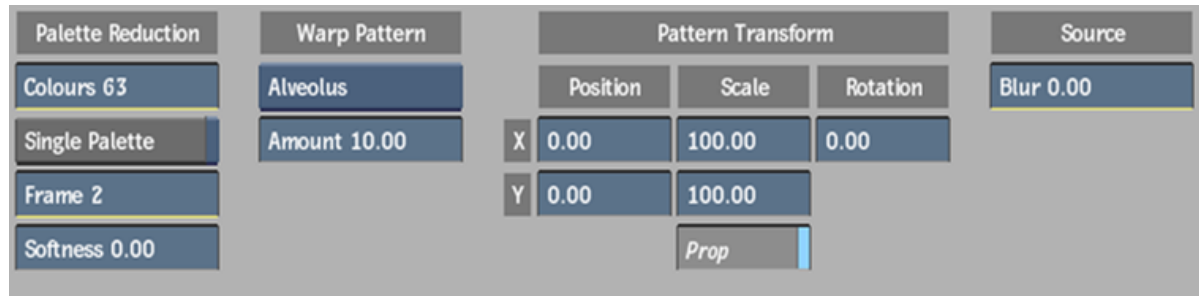 Palette Reduction Warp Pattern Pattern Transform Source
Colours 63 Alveolus Position Scale Rotation Blur 0.00
Single Palette Amount 10.00 X 0.00 100.00 0.00
Frame 2 Y 0.00 100.00
Softness 0.00 Prop